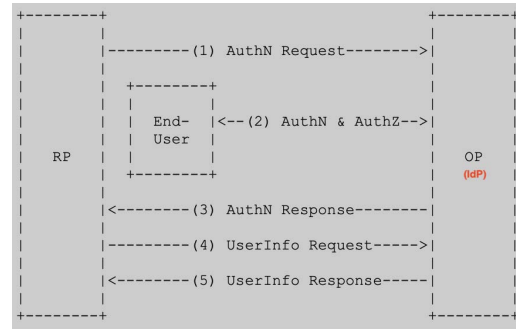 (1) AuthN Request
End-
User
(2) AuthN & AuthZ
RP
OP
(IdP)
(3) AuthN Response
(4) UserInfo Request
(5) UserInfo Response